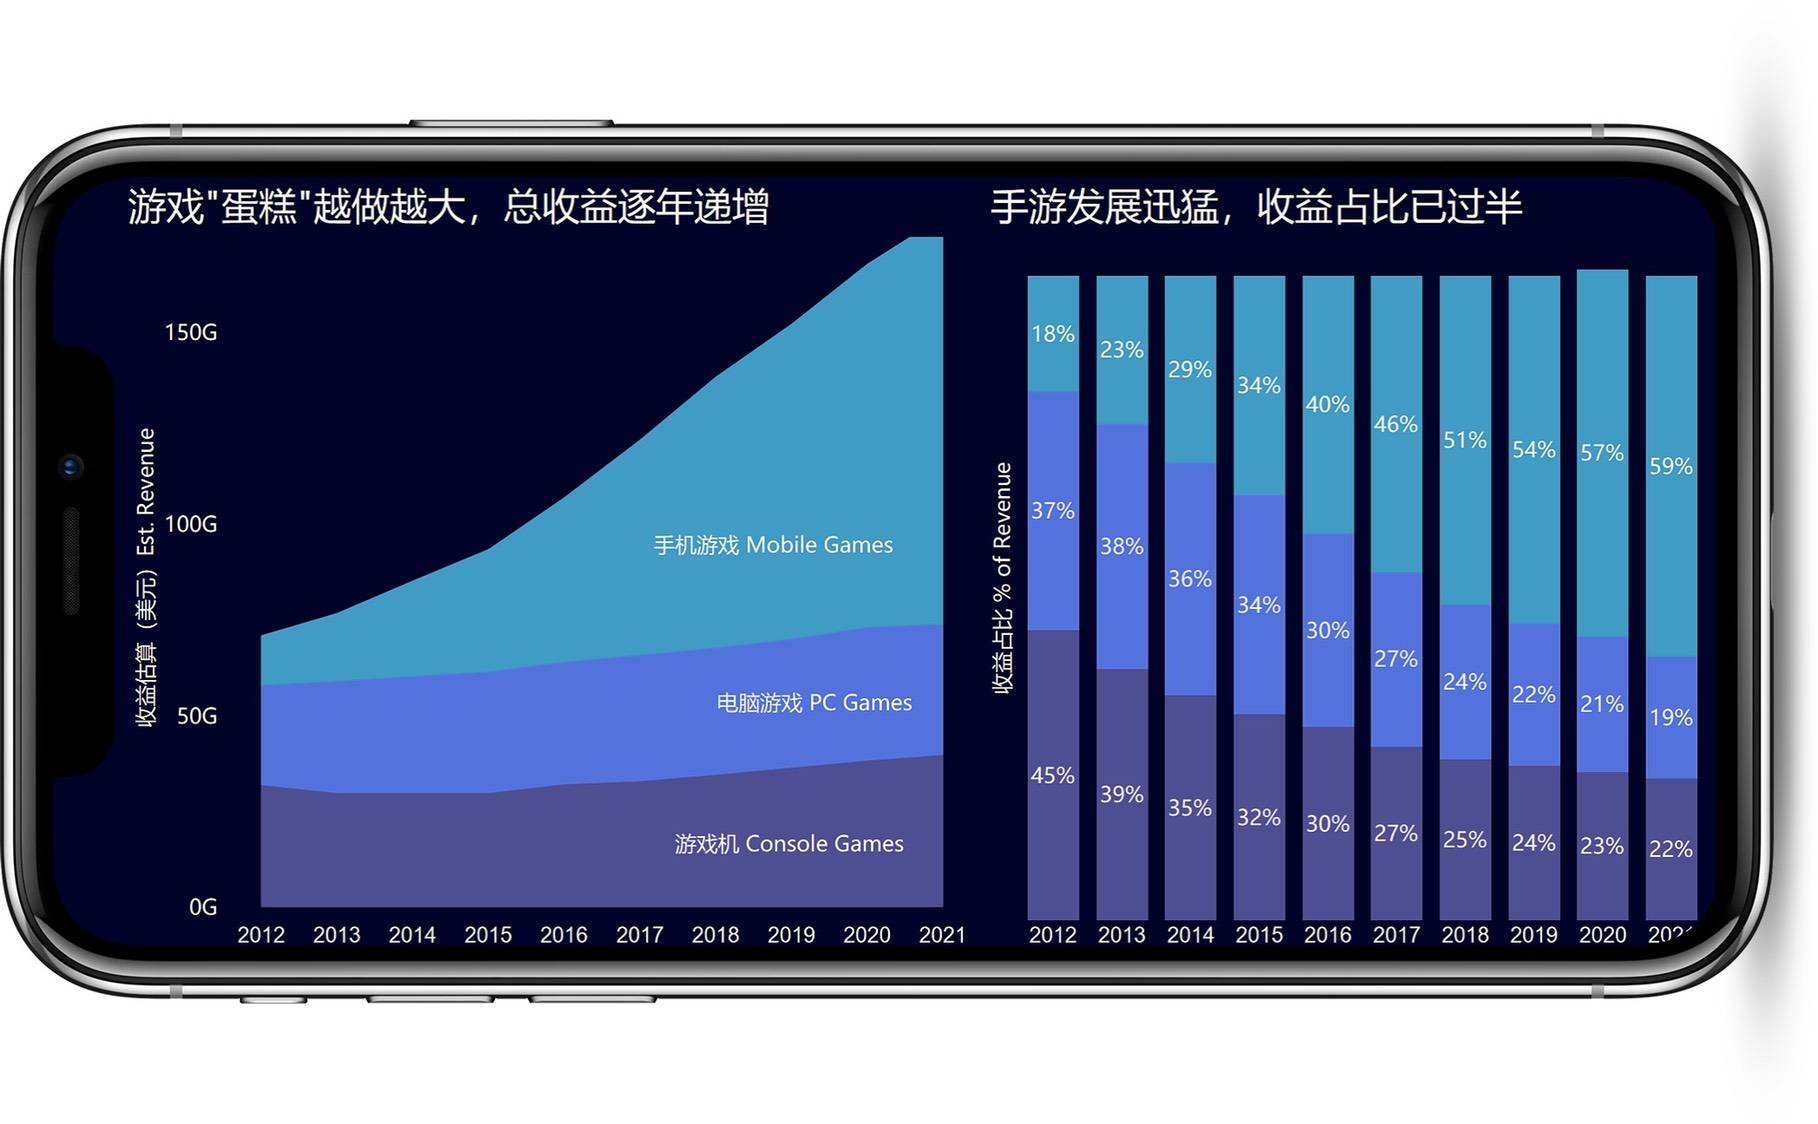 游戏"蛋糕"越做越大，总收益逐年递增
收益估算（美元）Est. Revenue
150G
100G
50G
0G
手机游戏 Mobile Games
电脑游戏 PC Games
游戏机 Console Games
2012 2013 2014 2015 2016 2017 2018 2019 2020 2021
手游发展迅猛，收益占比已过半
收益占比 % of Revenue
18% 23% 29% 34% 40% 46% 51% 54% 57% 59%
37% 38% 36% 34% 30% 27% 24% 22% 21% 19%
45% 39% 35% 32% 30% 27% 25% 24% 23% 22%
2012 2013 2014 2015 2016 2017 2018 2019 2020 2021